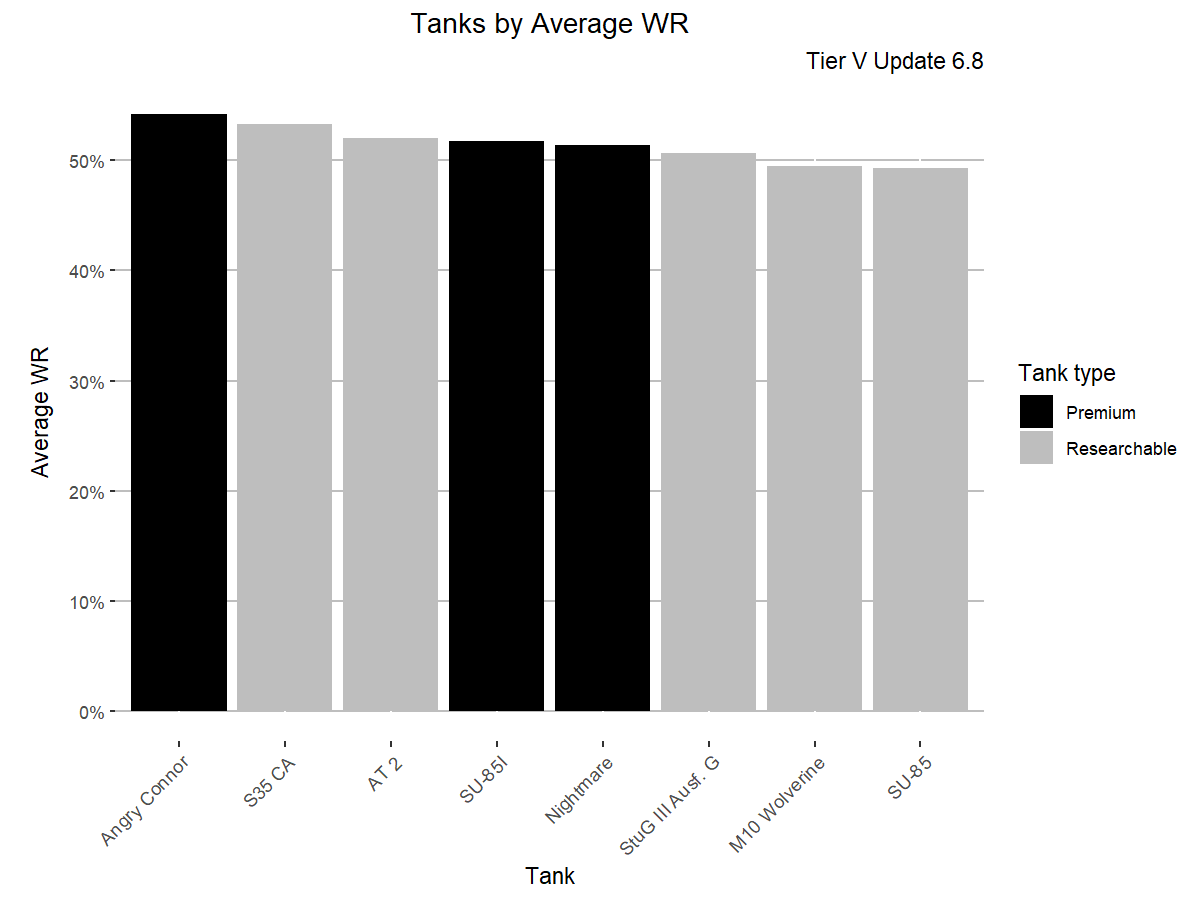 Tanks by Average WR
Tier V Update 6.8
Average WR
50%
40%
30%
20%
10%
0%
Angry Connor
S35 CA
AT 2
SU-85I
Nightmare
StuG III Ausf. G
M10 Wolverine
SU-85
Tank
Tank type
Premium
Researchable